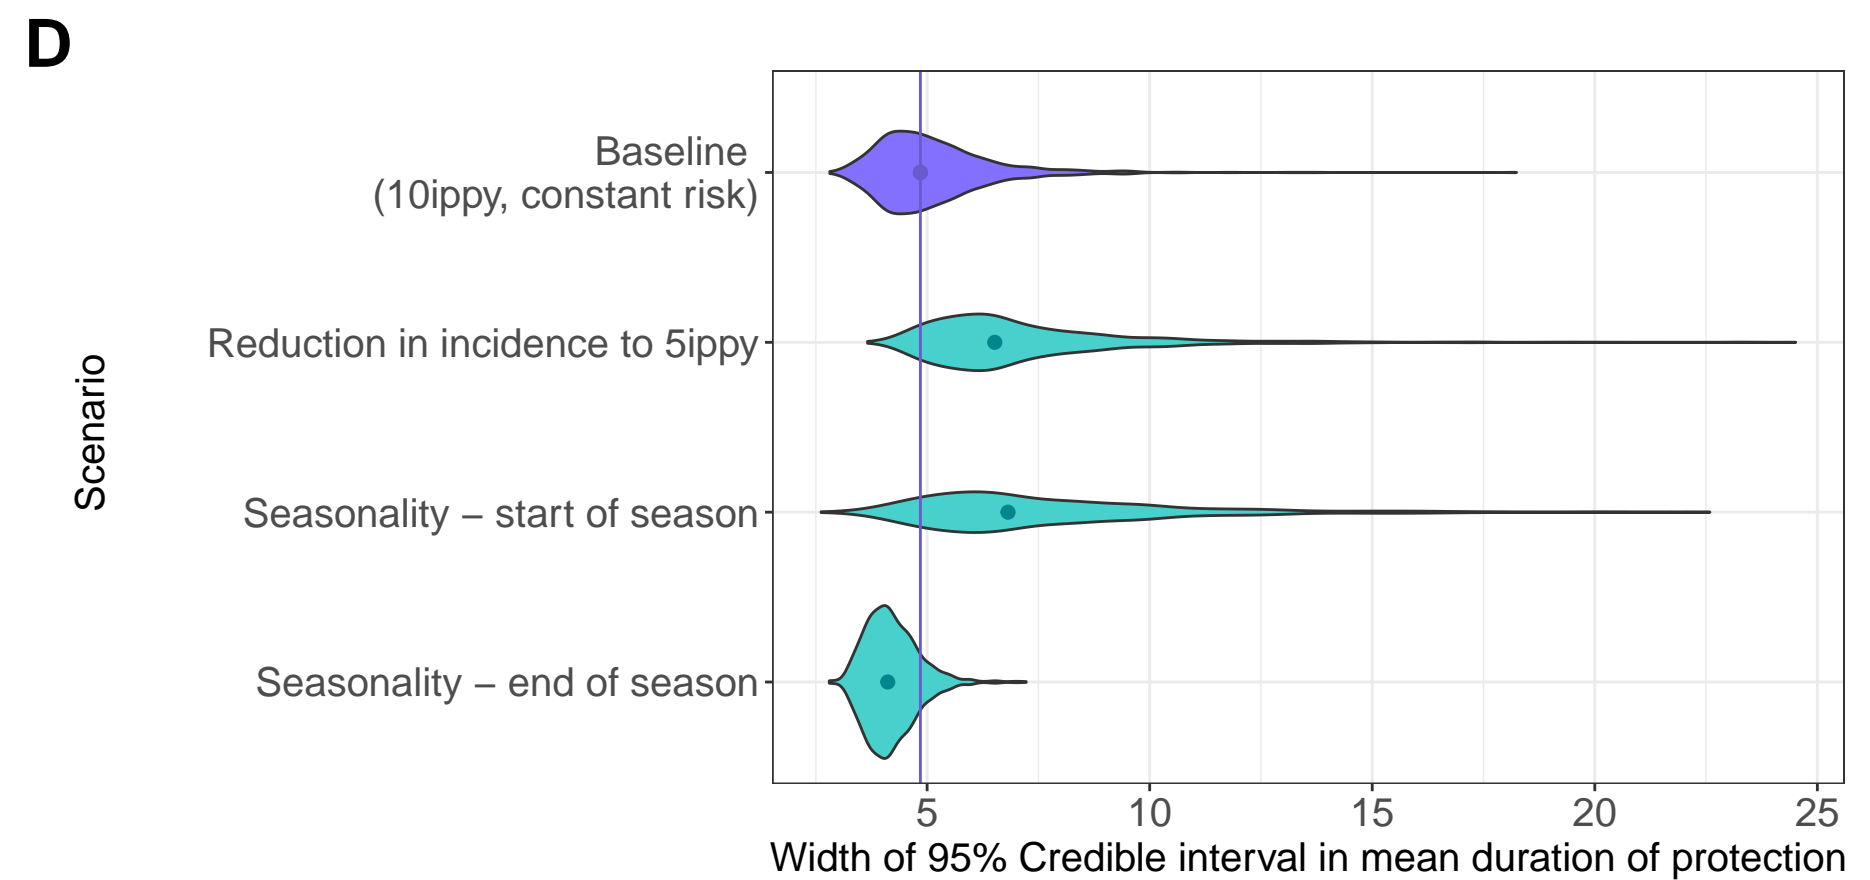 D
Baseline
(10ippy, constant risk)
Reduction in incidence to 5ippy
Seasonality – start of season
Seasonality – end of season
Scenario
5 10 15 20 25
Width of 95% Credible interval in mean duration of protection